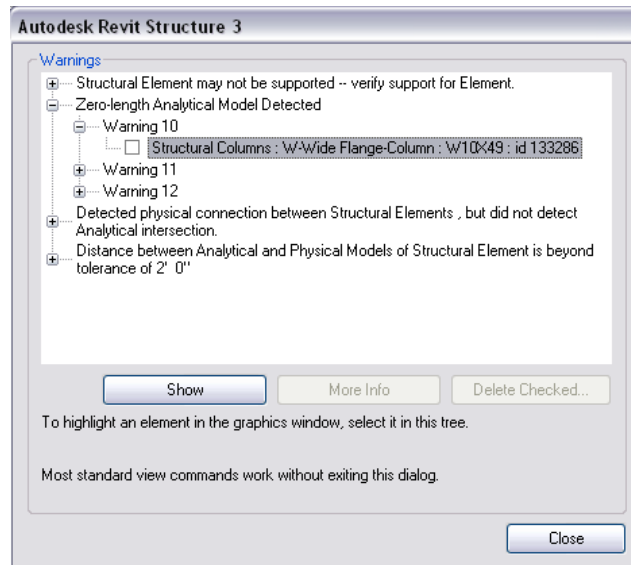 Autodesk Revit Structure 3
Warnings
Structural Element may not be supported -- verify support for Element.
Zero-length Analytical Model Detected
Warning 10
Structural Columns : W-Wide Flange-Column : W10X49 : id 133286
Warning 11
Warning 12
Detected physical connection between Structural Elements , but did not detect
Analytical intersection.
Distance between Analytical and Physical Models of Structural Element is beyond
tolerance of 2' 0"
Show More Info Delete Checked...
To highlight an element in the graphics window, select it in this tree.
Most standard view commands work without exiting this dialog.
Close